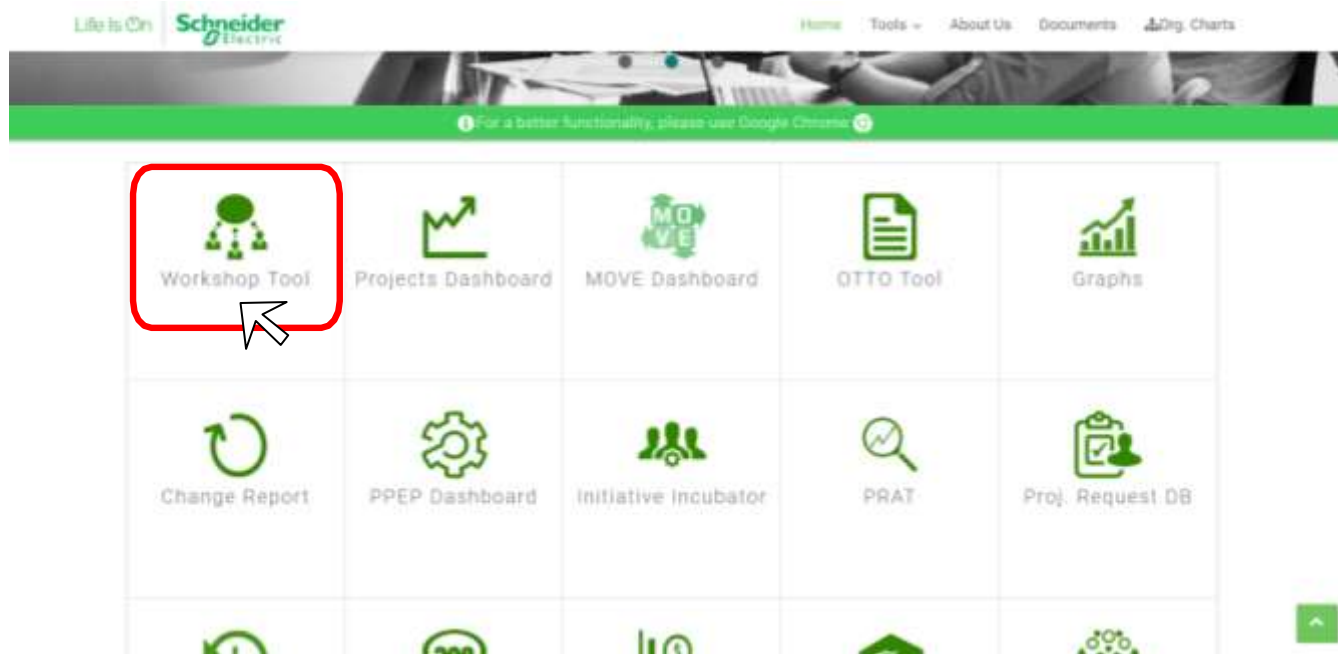 Life Is On Schneider Electric
Home Tools About Us Documents Org. Charts
For a better functionality, please use Google Chrome
Workshop Tool Projects Dashboard MOVE Dashboard OTTO Tool Graphs
MOVE
Change Report PPEP Dashboard Initiative Incubator PRAT Proj. Request DB